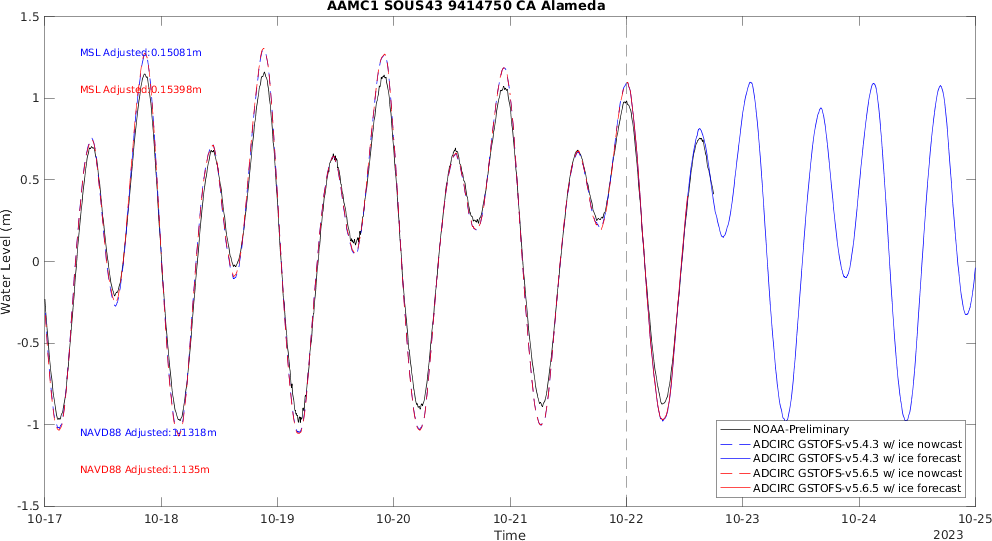 AAMC1 SOUS43 9414750 CA Alameda
1.5
1
0.5
0
-0.5
-1
-1.5
Water Level (m)
MSL Adjusted:0.15081m
MSL Adjusted:0.15398m
NAVD88 Adjusted:1.1318m
NAVD88 Adjusted:1.135m
NOAA-Preliminary
ADCIRC GSTOFS-v5.4.3 w/ ice nowcast
ADCIRC GSTOFS-v5.4.3 w/ ice forecast
ADCIRC GSTOFS-v5.6.5 w/ ice nowcast
ADCIRC GSTOFS-v5.6.5 w/ ice forecast
10-17 10-18 10-19 10-20 10-21 10-22 10-23 10-24 10-25
Time
2023